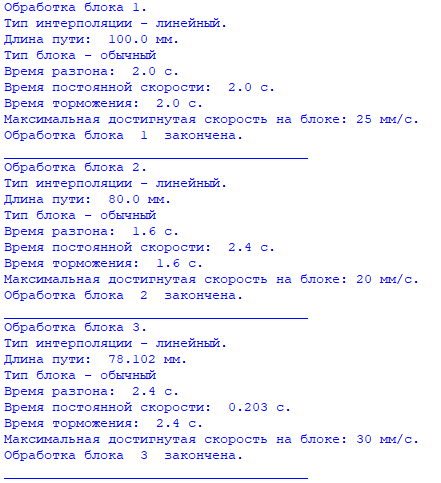 Обработка блока 1.
Тип интерполяции - линейный.
Длина пути:  100.0 мм.
Тип блока - обычный
Время разгона:  2.0 с.
Время постоянной скорости:  2.0 с.
Время торможения:  2.0 с.
Максимальная достигнутая скорость на блоке: 25 мм/с.
Обработка блока  1  закончена.
Обработка блока 2.
Тип интерполяции - линейный.
Длина пути:  80.0 мм.
Тип блока - обычный
Время разгона:  1.6 с.
Время постоянной скорости:  2.4 с.
Время торможения:  1.6 с.
Максимальная достигнутая скорость на блоке: 20 мм/с.
Обработка блока  2  закончена.
Обработка блока 3.
Тип интерполяции - линейный.
Длина пути:  78.102 мм.
Тип блока - обычный
Время разгона:  2.4 с.
Время постоянной скорости:  0.203 с.
Время торможения:  2.4 с.
Максимальная достигнутая скорость на блоке: 30 мм/с.
Обработка блока  3  закончена.